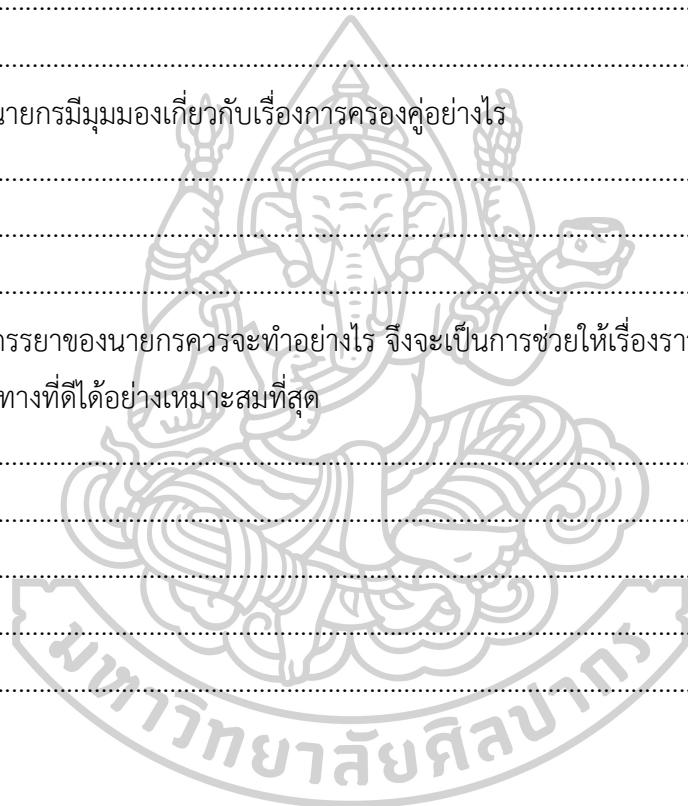 นายกรมีมุมมองเกี่ยวกับเรื่องการครองคู่อย่างไร
ภรรยาของนายกรควรจะทำอย่างไร จึงจะเป็นการช่วยให้เรื่องรา
ทางที่ดีได้อย่างเหมาะสมที่สุด
มหาวิทยาลัยศิลปากร